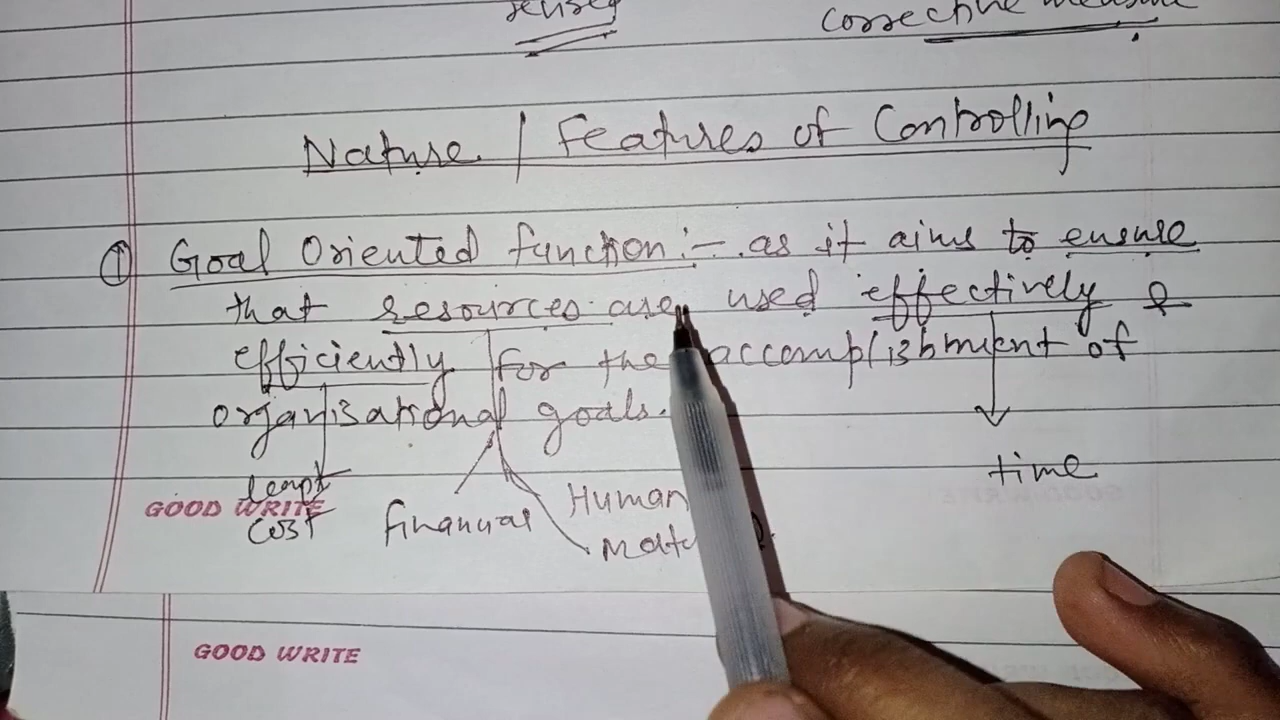 corrective measure
Nature / Features of Controlling
① Goal Oriented function :- as it aims to ensure
that resources are used effectively &
efficiently for the accomplishment of
organisational goals.
time
least
cost
financial
Human
GOOD WRITE
GOOD WRITE